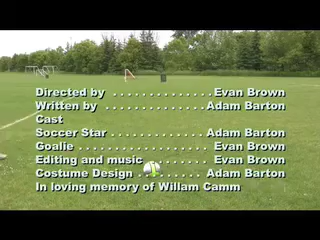 Directed by . . . . . . . . . . . . . . Evan Brown
Written by . . . . . . . . . . . . . .Adam Barton
Cast
Soccer Star . . . . . . . . . . . . . Adam Barton
Goalie . . . . . . . . . . . . . . . . . . Evan Brown
Editing and music . . . . . . . . Evan Brown
Costume Design . . . . . . . . . Adam Barton
In loving memory of Willam Camm